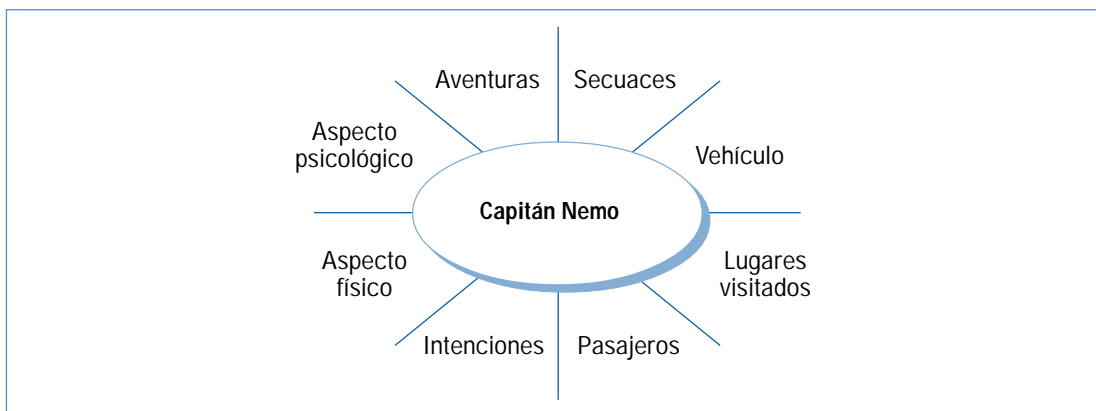 Aventuras
Secuaces
Aspecto
psicológico
Vehículo
Capitán Nemo
Aspecto
físico
Lugares
visitados
Intenciones
Pasajeros